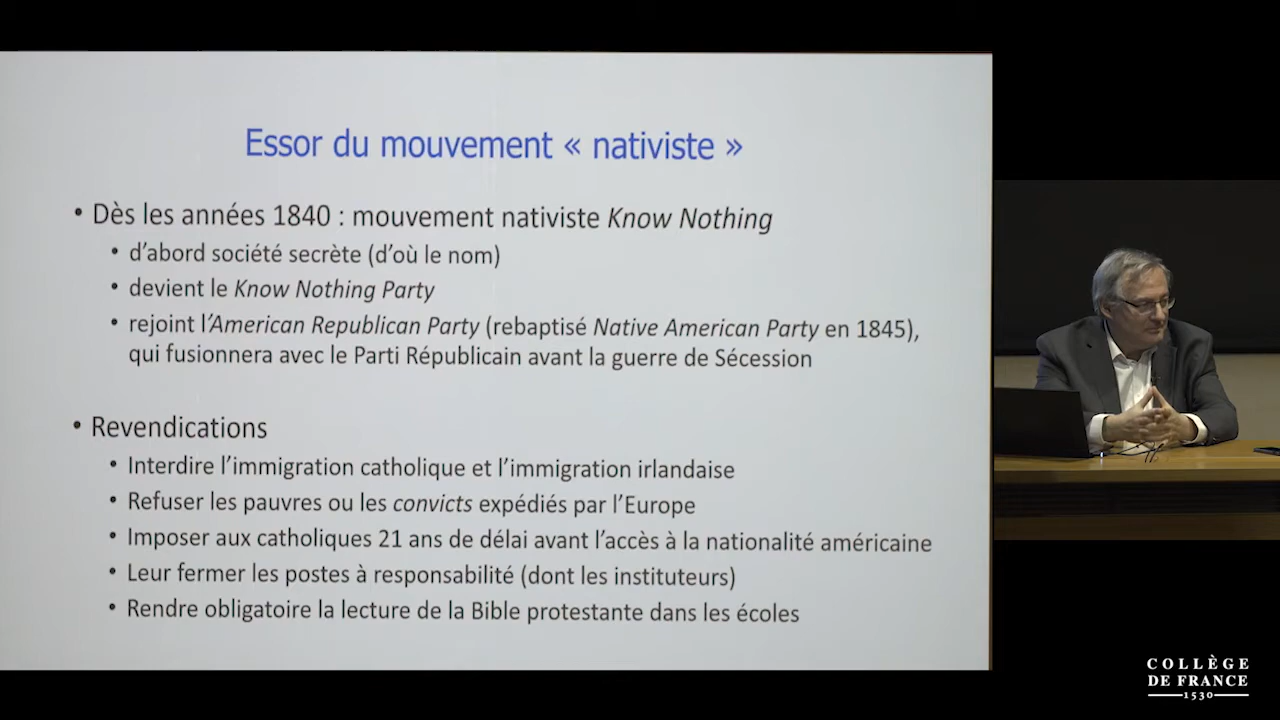 Essor du mouvement « nativiste »
• Dès les années 1840 : mouvement nativiste Know Nothing
• d’abord société secrète (d’où le nom)
• devient le Know Nothing Party
• rejoint l’American Republican Party (rebaptisé Native American Party en 1845),
qui fusionnera avec le Parti Républicain avant la guerre de Sécession
• Revendications
• Interdire l’immigration catholique et l’immigration irlandaise
• Refuser les pauvres ou les convicts expédiés par l’Europe
• Imposer aux catholiques 21 ans de délai avant l’accès à la nationalité américaine
• Leur fermer les postes à responsabilité (dont les instituteurs)
• Rendre obligatoire la lecture de la Bible protestante dans les écoles
COLLÈGE
DE FRANCE
1530